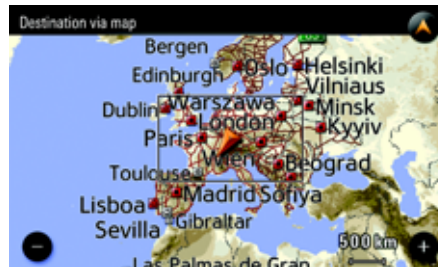 Destination via map
Bergen
Edinburgh Oslo Helsinki
Vilniaus
Dublin Warszawa Minsk
London Kyyiv
Paris
Wien Beograd
Toulouse
Madrid Sofiya
Lisboa
Gibraltar
Sevilla
500 km
Las Palmas de Gran